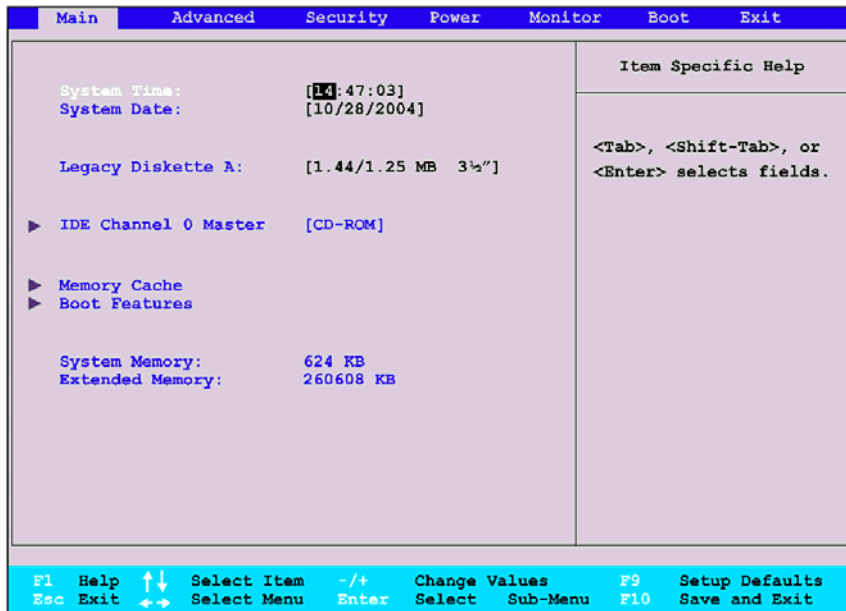 Main Advanced Security Power Monitor Boot Exit
Item Specific Help
System Time: [14:47:03]
System Date: [10/28/2004]
<Tab>, <Shift-Tab>, or
<Enter> selects fields.
Legacy Diskette A: [1.44/1.25 MB 3½″]
IDE Channel 0 Master [CD-ROM]
Memory Cache
Boot Features
System Memory: 624 KB
Extended Memory: 260608 KB
F1 Help ↑↓ Select Item -/+ Change Values F9 Setup Defaults
Esc Exit ←→ Select Menu Enter Select Sub-Menu F10 Save and Exit